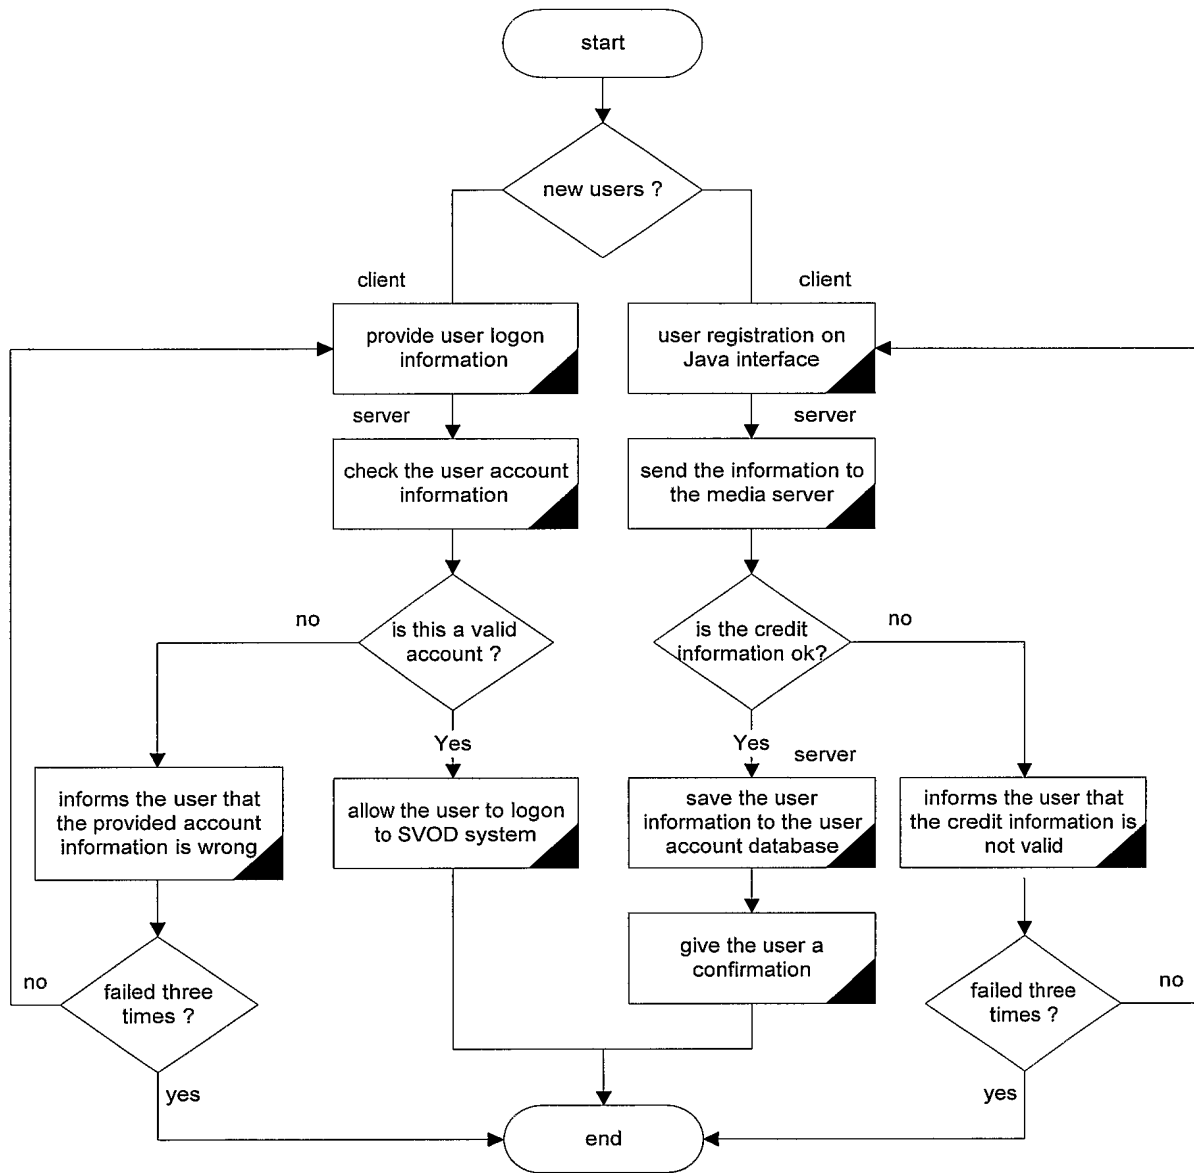 start
new users ?
client
client
provide user logon
information
user registration on
Java interface
server
server
check the user account
information
send the information to
the media server
no
is this a valid
account ?
is the credit
information ok?
no
Yes
Yes
server
informs the user that
the provided account
information is wrong
allow the user to logon
to SVOD system
save the user
information to the user
account database
informs the user that
the credit information is
not valid
give the user a
confirmation
no
failed three
times ?
failed three
times ?
no
yes
yes
end